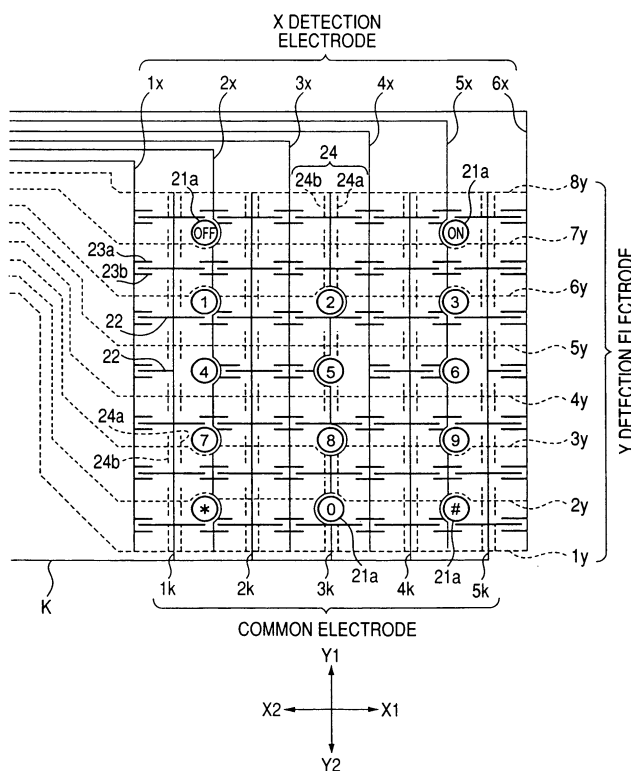 X DETECTION
ELECTRODE
1x 2x 3x 4x 5x 6x
24
24b 24a
21a 21a
8y
OFF ON
7y
23a
23b
6y
1 2 3
22
5y
22
4 5 6
4y
24a
7 8 9
3y
24b
2y
* 0 #
1y
21a 21a
K
1k 2k 3k 4k 5k
COMMON ELECTRODE
Y DETECTION ELECTRODE
Y1
X2 X1
Y2